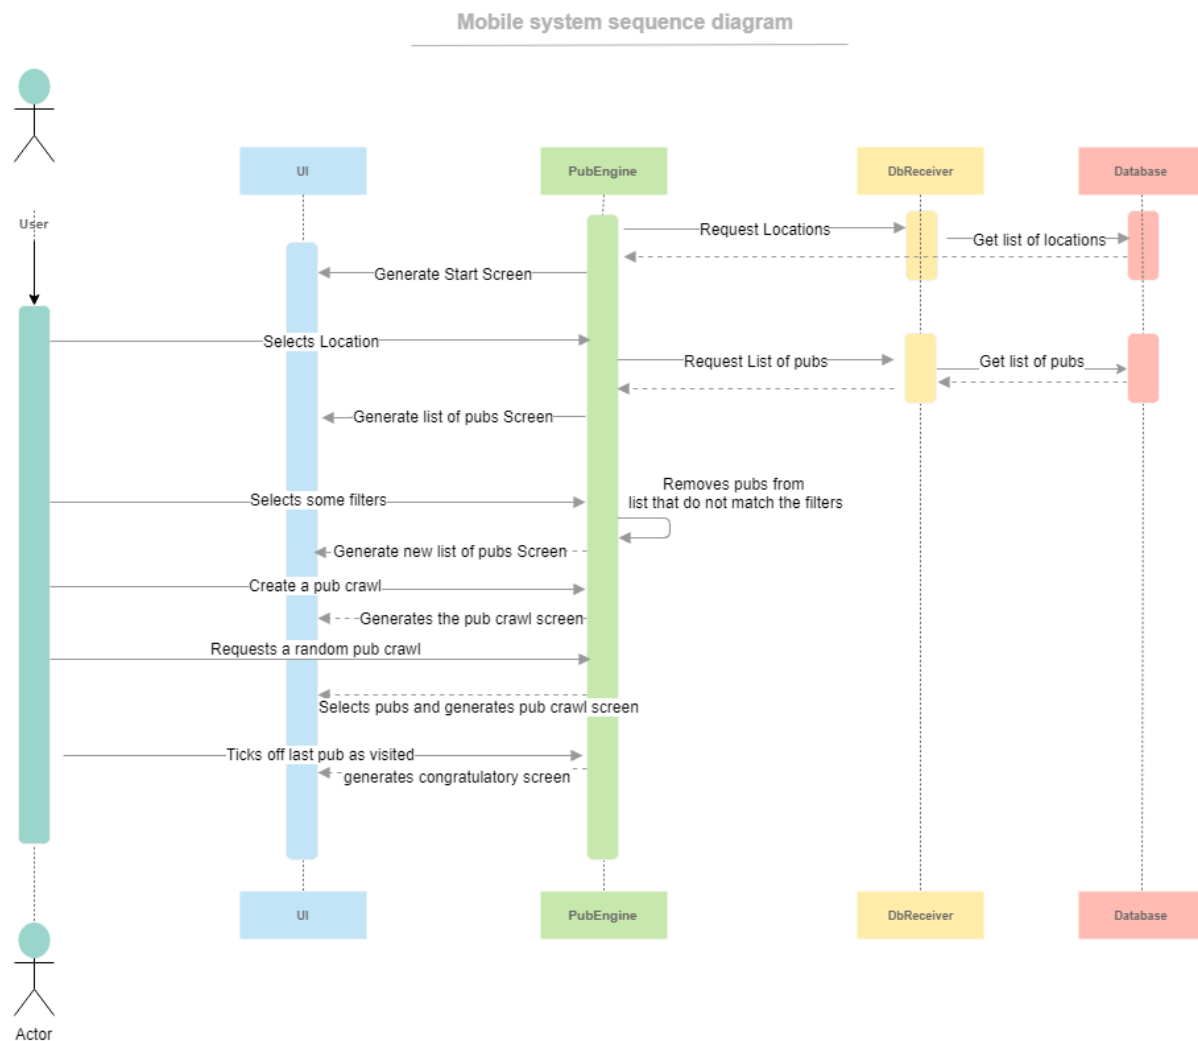 Mobile system sequence diagram
UI
PubEngine
DbReceiver
Database
User
Request Locations
Get list of locations
Generate Start Screen
Selects Location
Request List of pubs
Get list of pubs
Generate list of pubs Screen
Removes pubs from
list that do not match the filters
Selects some filters
Generate new list of pubs Screen
Create a pub crawl
Generates the pub crawl screen
Requests a random pub crawl
Selects pubs and generates pub crawl screen
Ticks off last pub as visited
generates congratulatory screen
UI
PubEngine
DbReceiver
Database
Actor